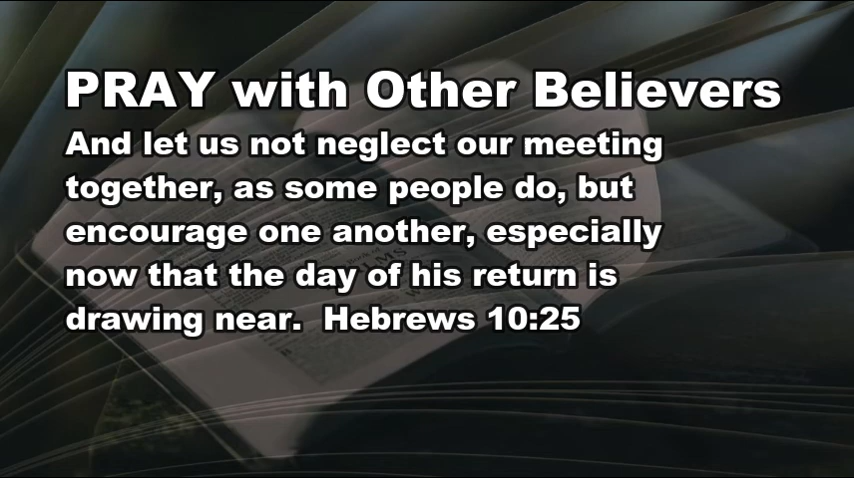 PRAY with Other Believers
And let us not neglect our meeting
together, as some people do, but
encourage one another, especially
now that the day of his return is
drawing near.  Hebrews 10:25